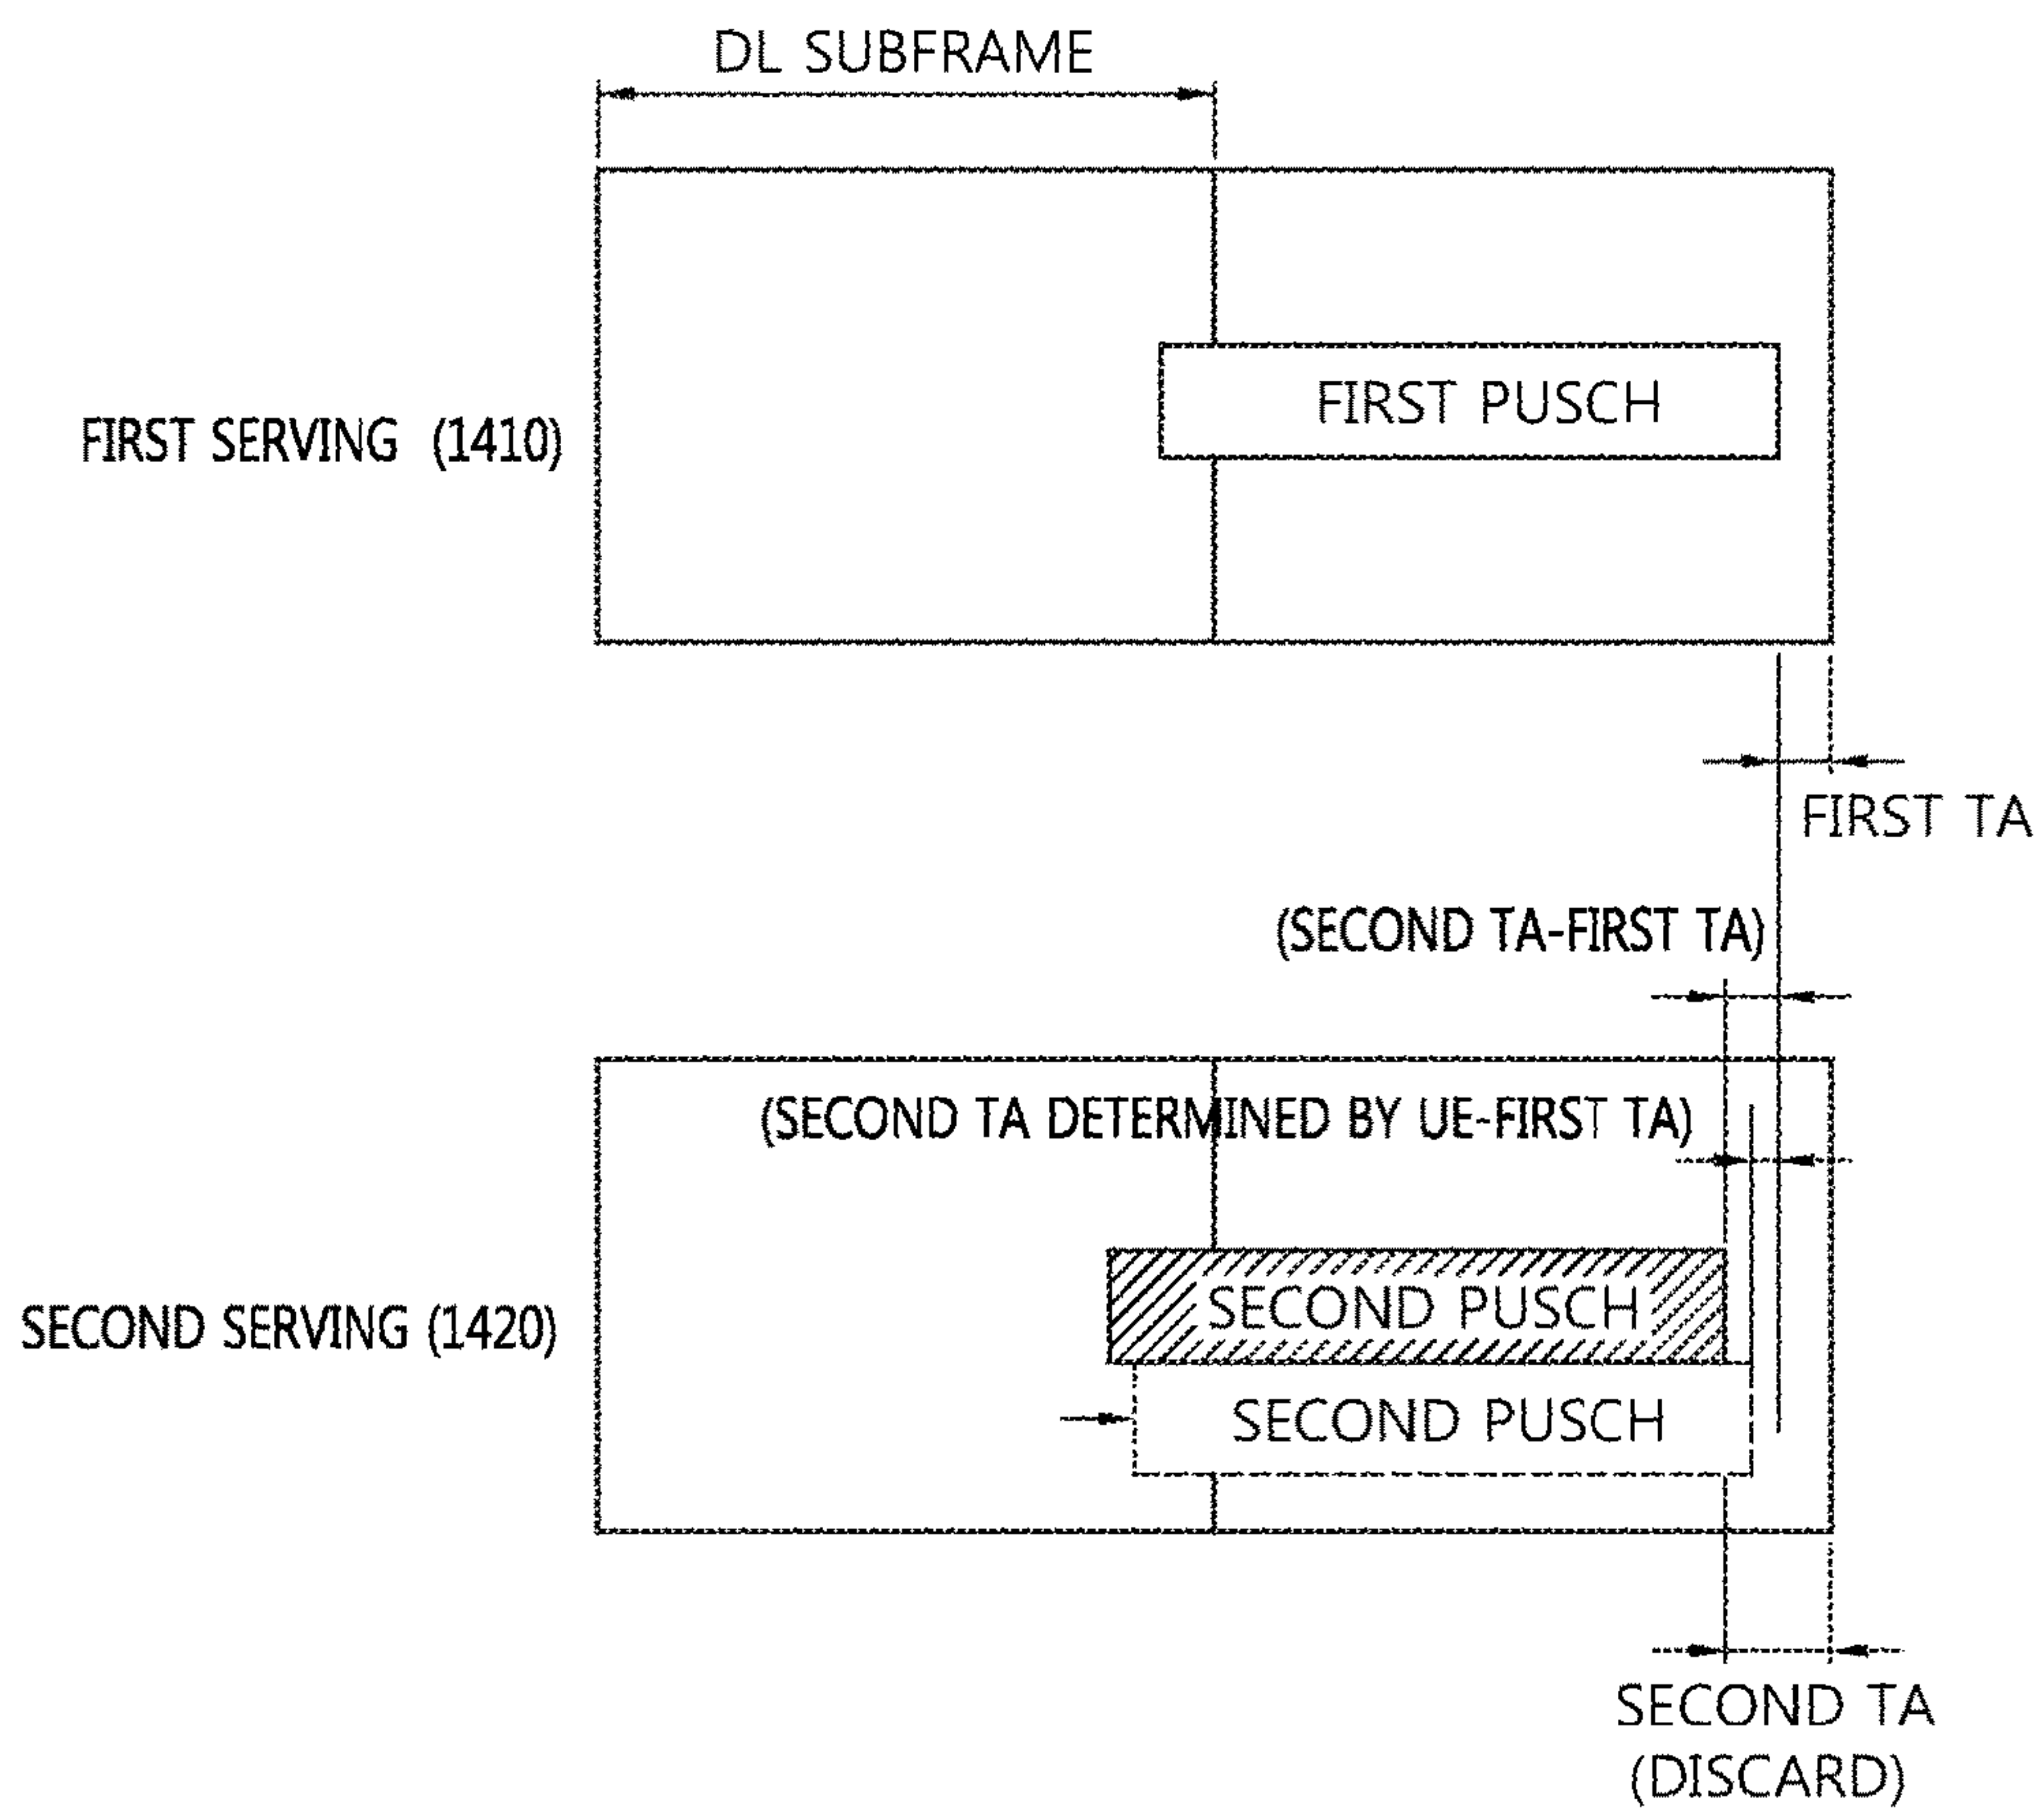 DL SUBFRAME
FIRST PUSCH
FIRST SERVING (1410)
FIRST TA
(SECOND TA-FIRST TA)
(SECOND TA DETERMINED BY UE-FIRST TA)
SECOND PUSCH
SECOND SERVING (1420)
SECOND PUSCH
SECOND TA
(DISCARD)